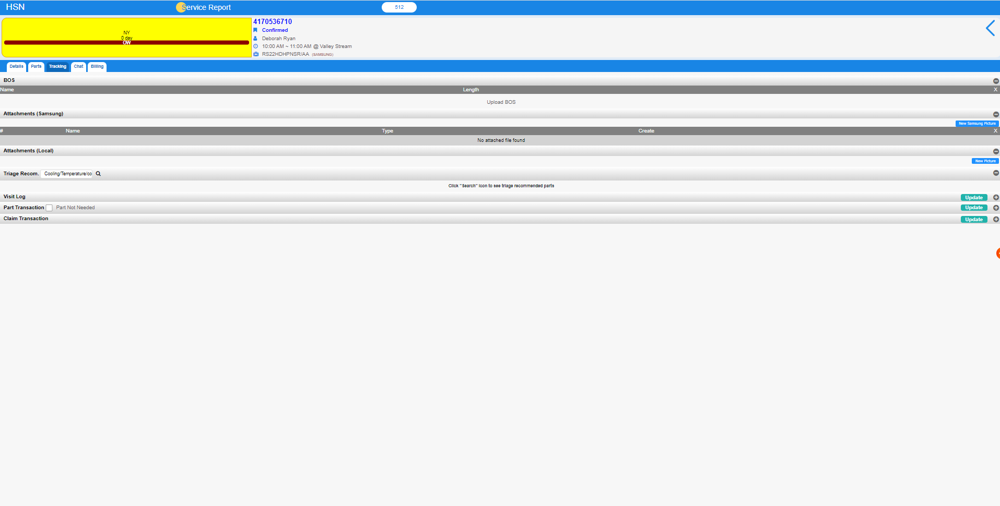 HSN Service Report 512
NY
0 day
OW
4170536710
Confirmed
Deborah Ryan
10:00 AM ~ 11:00 AM @ Valley Stream
RS22HDHPNSR/AA (SAMSUNG)
Details Parts Tracking Chat Billing
BOS
Name Length X
Upload BOS
Attachments (Samsung)
New Samsung Picture
# Name Type Create X
No attached file found
Attachments (Local)
New Picture
Triage Recom. Cooling/Temperature/co
Click "Search" icon to see triage recommended parts
Visit Log Update
Part Transaction Part Not Needed Update
Claim Transaction Update